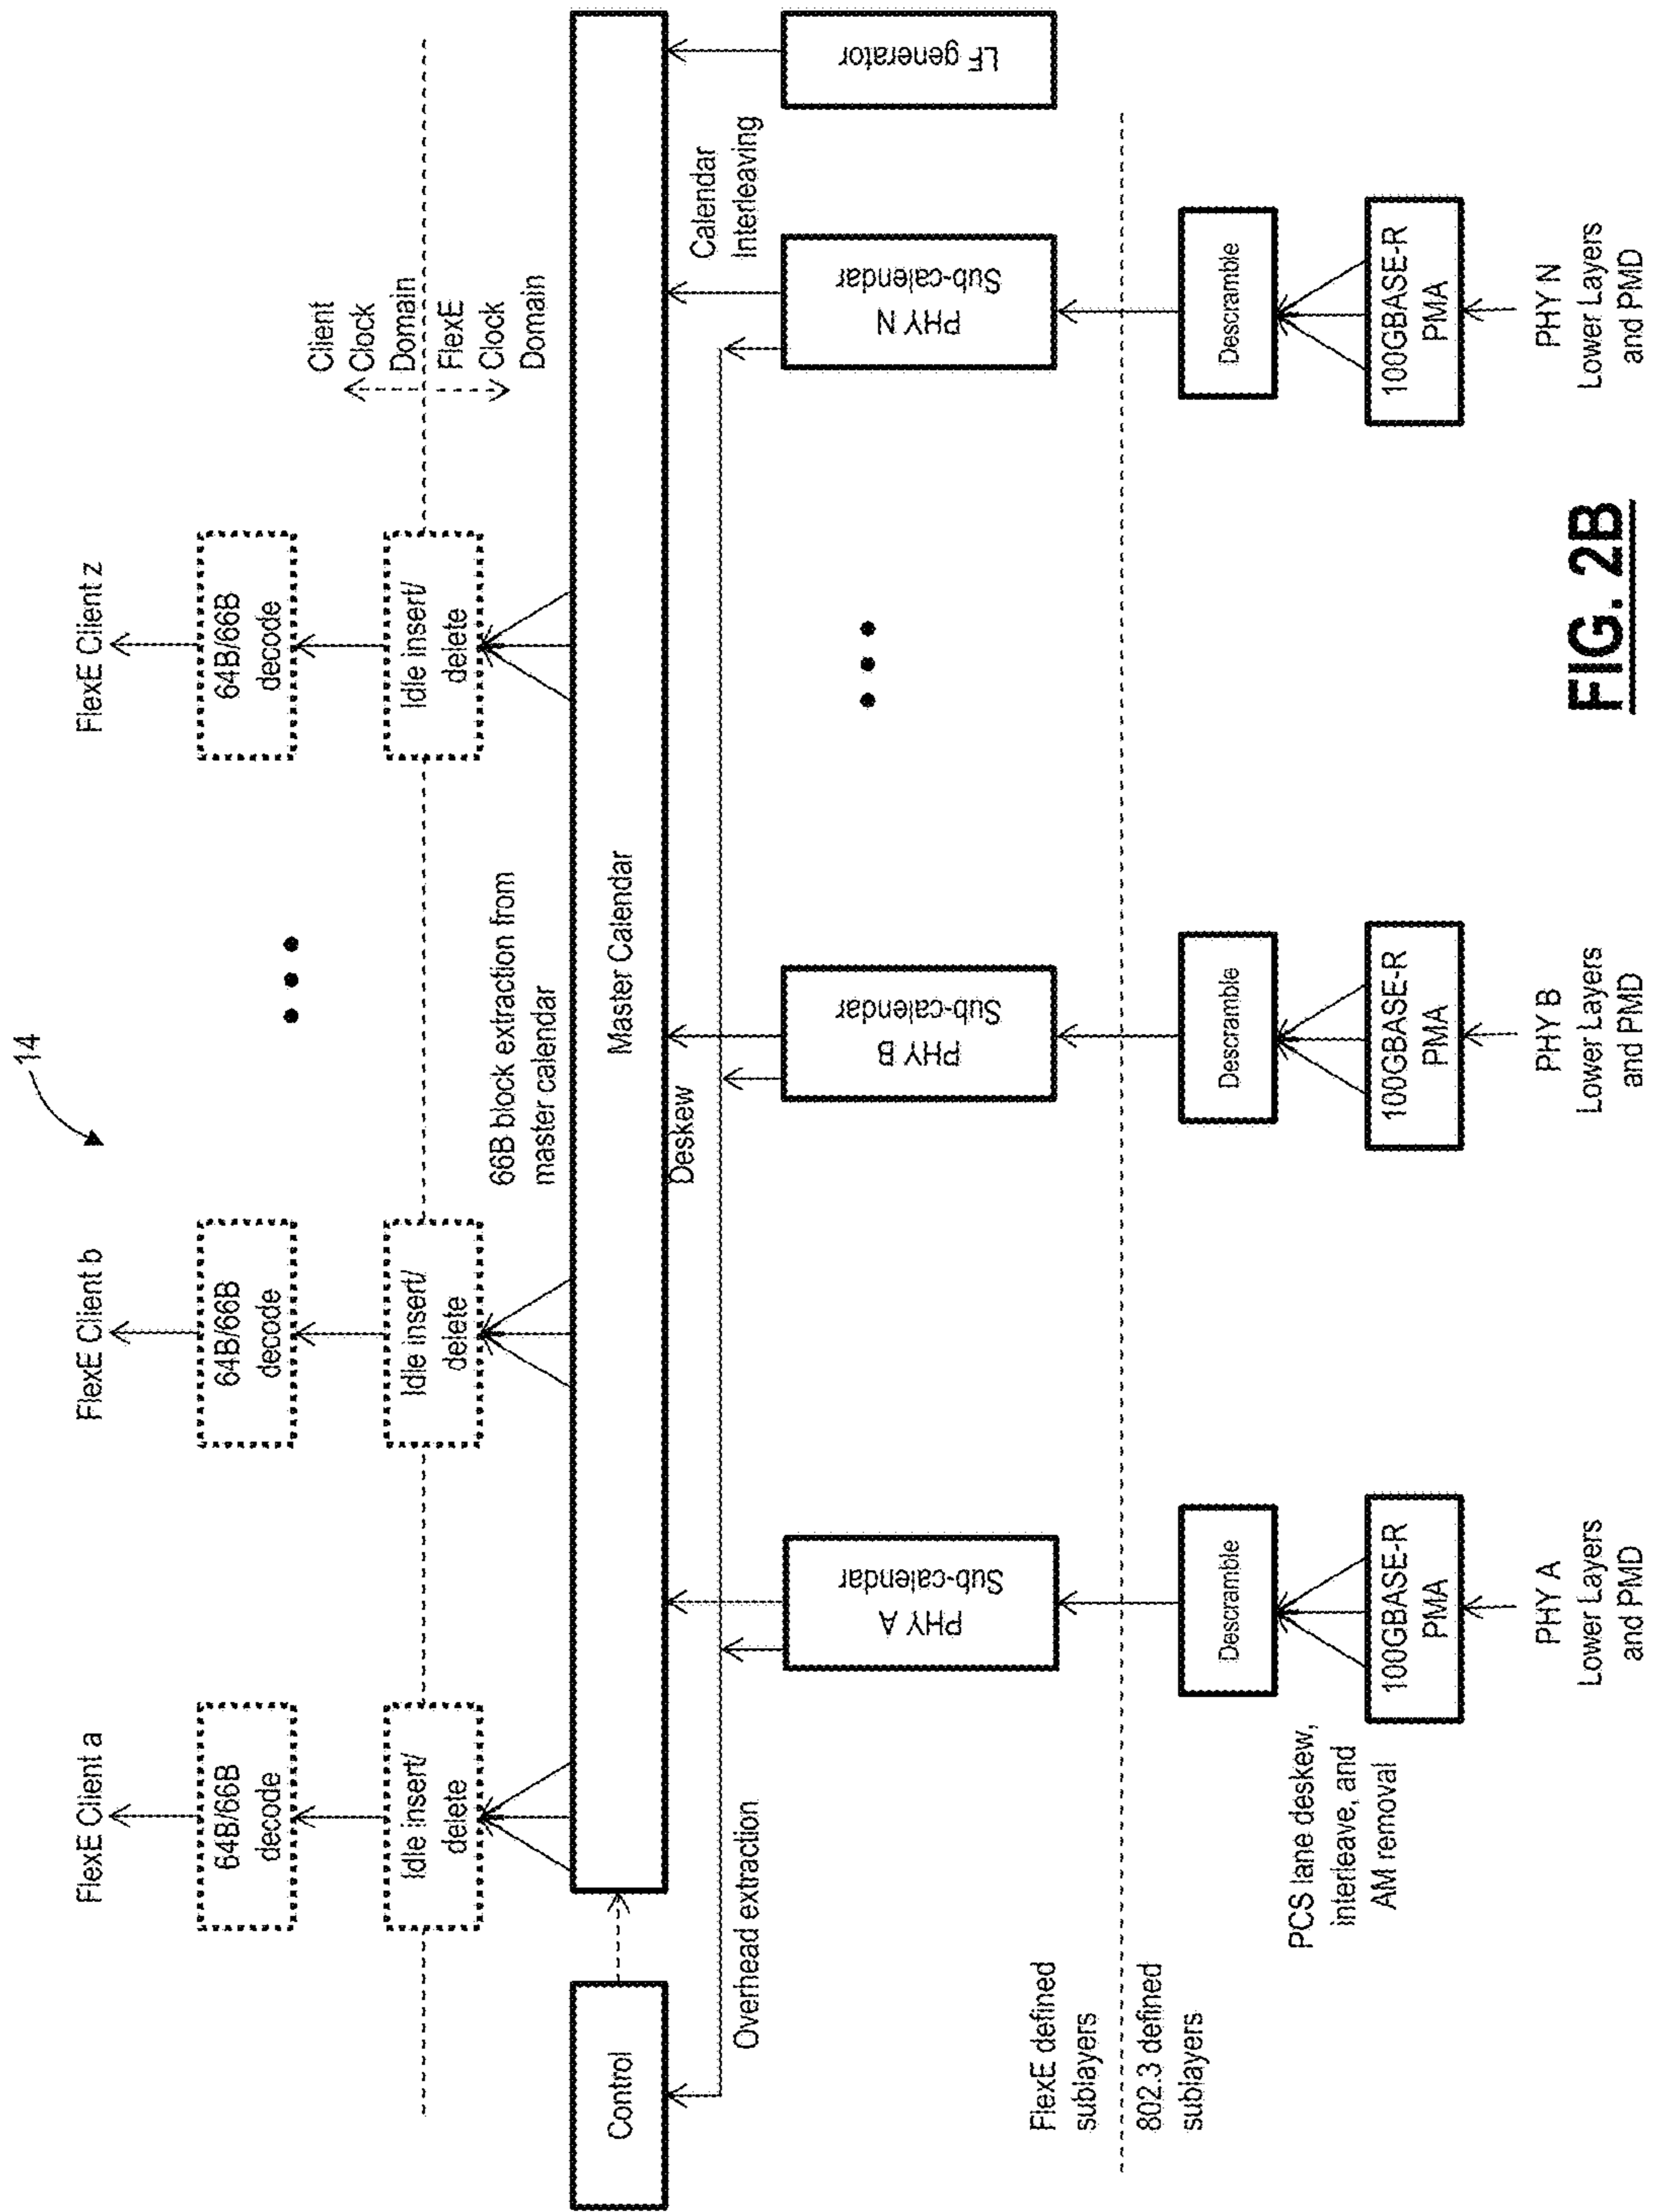 14
FlexE Client a
FlexE Client b
FlexE Client z
64B/66B
decode
64B/66B
decode
64B/66B
decode
Client
Clock
Domain
FlexE
Clock
Domain
Idle insert/
delete
Idle insert/
delete
Idle insert/
delete
66B block extraction from
master calendar
Control
Master Calendar
Deskew
Overhead extraction
Calendar
Interleaving
PHY A
Sub-calendar
PHY B
Sub-calendar
PHY N
Sub-calendar
LF generator
FlexE defined
sublayers
802.3 defined
sublayers
Descramble
Descramble
Descramble
PCS lane deskew,
interleave, and
AM removal
100GBASE-R
PMA
100GBASE-R
PMA
100GBASE-R
PMA
PHY A
Lower Layers
and PMD
PHY B
Lower Layers
and PMD
PHY N
Lower Layers
and PMD
FIG. 2B